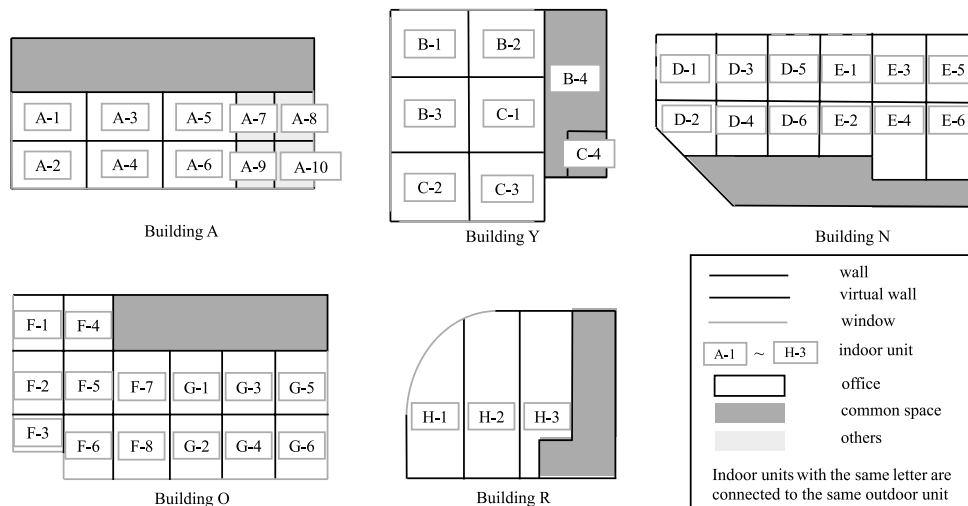 A-1 A-3 A-5 A-7 A-8
A-2 A-4 A-6 A-9 A-10
Building A
B-1 B-2
B-4
B-3 C-1
C-4
C-2 C-3
Building Y
D-1 D-3 D-5 E-1 E-3 E-5
D-2 D-4 D-6 E-2 E-4 E-6
Building N
F-1 F-4
F-2 F-5 F-7 G-1 G-3 G-5
F-3 F-6 F-8 G-2 G-4 G-6
Building O
H-1 H-2 H-3
Building R
wall
virtual wall
window
A-1 ~ H-3 indoor unit
office
common space
others
Indoor units with the same letter are
connected to the same outdoor unit